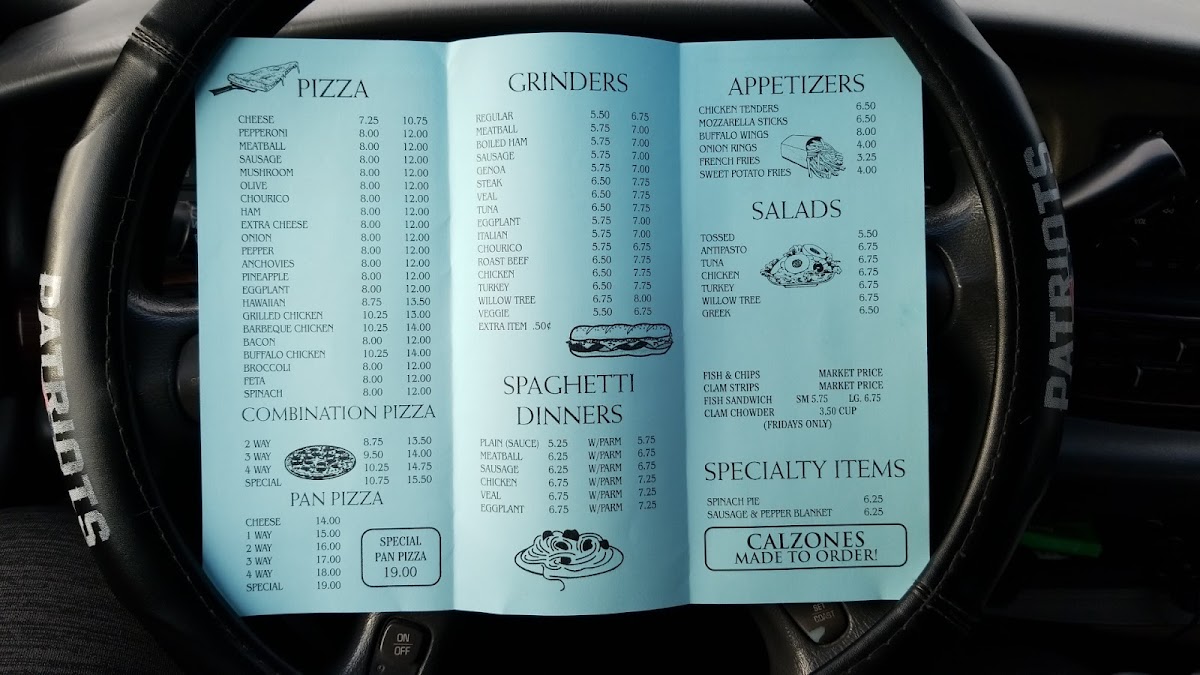 PIZZA
CHEESE 7.25 10.75
PEPPERONI 8.00 12.00
MEATBALL 8.00 12.00
SAUSAGE 8.00 12.00
MUSHROOM 8.00 12.00
OLIVE 8.00 12.00
CHOURICO 8.00 12.00
HAM 8.00 12.00
EXTRA CHEESE 8.00 12.00
ONION 8.00 12.00
PEPPER 8.00 12.00
ANCHOVIES 8.00 12.00
PINEAPPLE 8.00 12.00
EGGPLANT 8.00 12.00
HAWAIIAN 8.75 13.50
GRILLED CHICKEN 10.25 13.00
BARBEQUE CHICKEN 10.25 14.00
BACON 8.00 12.00
BUFFALO CHICKEN 10.25 14.00
BROCCOLI 8.00 12.00
FETA 8.00 12.00
SPINACH 8.00 12.00
COMBINATION PIZZA
2 WAY 8.75 13.50
3 WAY 9.50 14.00
4 WAY 10.25 14.75
SPECIAL 10.75 15.50
PAN PIZZA
CHEESE 14.00
1 WAY 15.00
2 WAY 16.00
3 WAY 17.00
4 WAY 18.00
SPECIAL 19.00
SPECIAL
PAN PIZZA
19.00
GRINDERS
REGULAR 5.50 6.75
MEATBALL 5.75 7.00
BOILED HAM 5.75 7.00
SAUSAGE 5.75 7.00
GENOA 5.75 7.00
STEAK 6.50 7.75
VEAL 6.50 7.75
TUNA 6.50 7.75
EGGPLANT 5.75 7.00
ITALIAN 5.75 7.00
CHOURICO 5.75 6.75
ROAST BEEF 6.50 7.75
CHICKEN 6.50 7.75
TURKEY 6.50 7.75
WILLOW TREE 6.75 8.00
VEGGIE 5.50 6.75
EXTRA ITEM .50¢
SPAGHETTI
DINNERS
PLAIN (SAUCE) 5.25 W/PARM 5.75
MEATBALL 6.25 W/PARM 6.75
SAUSAGE 6.25 W/PARM 6.75
CHICKEN 6.75 W/PARM 7.25
VEAL 6.75 W/PARM 7.25
EGGPLANT 6.75 W/PARM 7.25
APPETIZERS
CHICKEN TENDERS 6.50
MOZZARELLA STICKS 6.50
BUFFALO WINGS 8.00
ONION RINGS 4.00
FRENCH FRIES 3.25
SWEET POTATO FRIES 4.00
SALADS
TOSSED 5.50
ANTIPASTO 6.75
TUNA 6.75
CHICKEN 6.75
TURKEY 6.75
WILLOW TREE 6.75
GREEK 6.50
FISH & CHIPS MARKET PRICE
CLAM STRIPS MARKET PRICE
FISH SANDWICH SM 5.75 LG. 6.75
CLAM CHOWDER 3.50 CUP
(FRIDAYS ONLY)
SPECIALTY ITEMS
SPINACH PIE 6.25
SAUSAGE & PEPPER BLANKET 6.25
CALZONES
MADE TO ORDER!
PATRIOTS
PATRIOTS
ON
OFF
SET
COAST